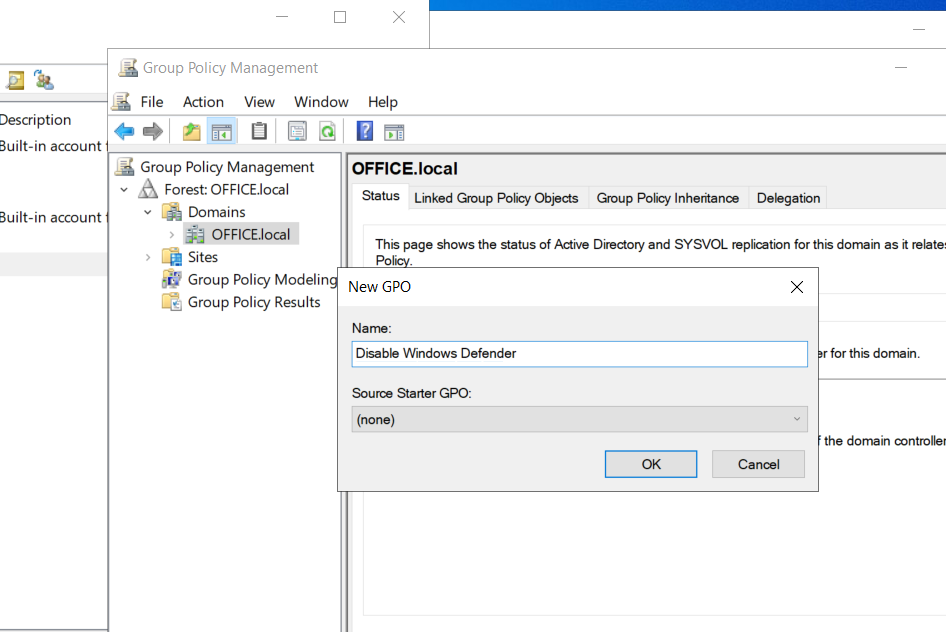 Group Policy Management
File Action View Window Help
Description
Built-in account
Built-in account
Group Policy Management
Forest: OFFICE.local
Domains
OFFICE.local
Sites
Group Policy Modeling
Group Policy Results
OFFICE.local
Status Linked Group Policy Objects Group Policy Inheritance Delegation
This page shows the status of Active Directory and SYSVOL replication for this domain as it relates
Policy.
New GPO
Name:
Disable Windows Defender
Source Starter GPO:
(none)
OK Cancel
er for this domain.
f the domain controller